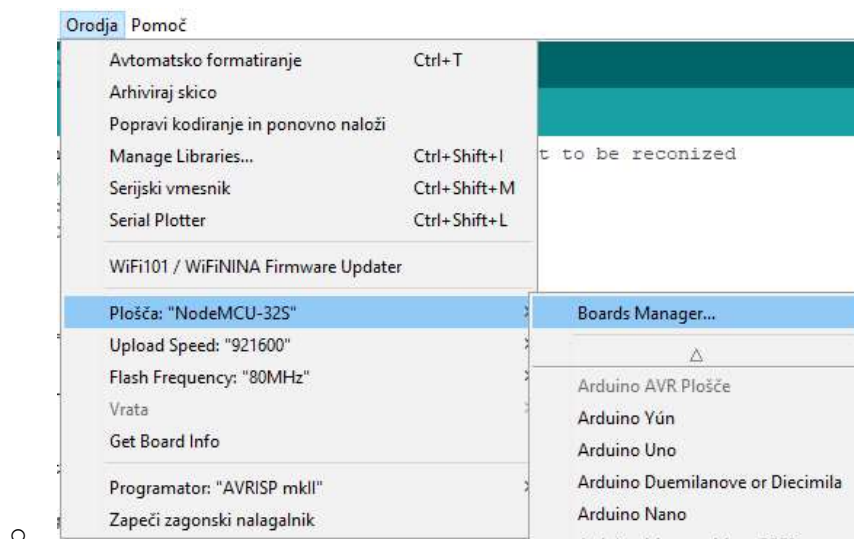 Orodja Pomoč
Avtomatsko formatiranje Ctrl+T
Arhiviraj skico
Popravi kodiranje in ponovno naloži
Manage Libraries... Ctrl+Shift+I
t to be reconized
Serijski vmesnik Ctrl+Shift+M
Serial Plotter Ctrl+Shift+L
WiFi101 / WiFiNINA Firmware Updater
Plošča: "NodeMCU-32S"
Boards Manager...
Upload Speed: "921600"
Flash Frequency: "80MHz"
Vrata
Get Board Info
Programator: "AVRISP mkII"
Zapeči zagonski nalagalnik
Arduino AVR Plošče
Arduino Yún
Arduino Uno
Arduino Duemilanove or Diecimila
Arduino Nano